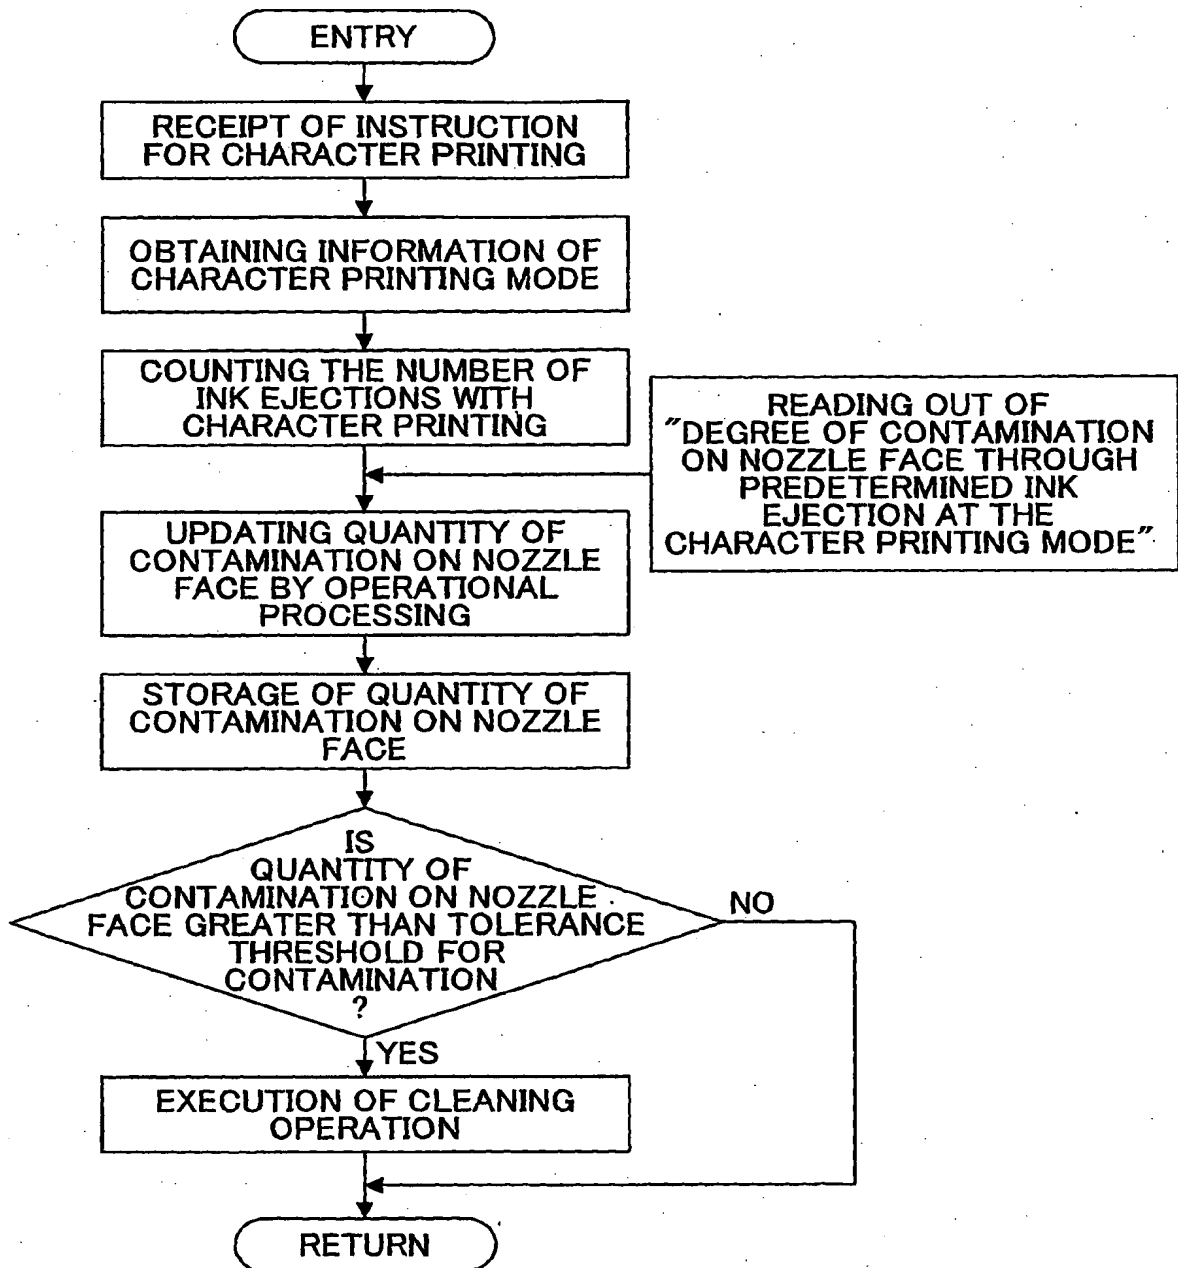 ENTRY
RECEIPT OF INSTRUCTION
FOR CHARACTER PRINTING
OBTAINING INFORMATION OF
CHARACTER PRINTING MODE
COUNTING THE NUMBER OF
INK EJECTIONS WITH
CHARACTER PRINTING
READING OUT OF
"DEGREE OF CONTAMINATION
ON NOZZLE FACE THROUGH
PREDETERMINED INK
EJECTION AT THE
CHARACTER PRINTING MODE"
UPDATING QUANTITY OF
CONTAMINATION ON NOZZLE
FACE BY OPERATIONAL
PROCESSING
STORAGE OF QUANTITY OF
CONTAMINATION ON NOZZLE
FACE
IS
QUANTITY OF
CONTAMINATION ON NOZZLE
FACE GREATER THAN TOLERANCE
THRESHOLD FOR
CONTAMINATION
?
NO
YES
EXECUTION OF CLEANING
OPERATION
RETURN